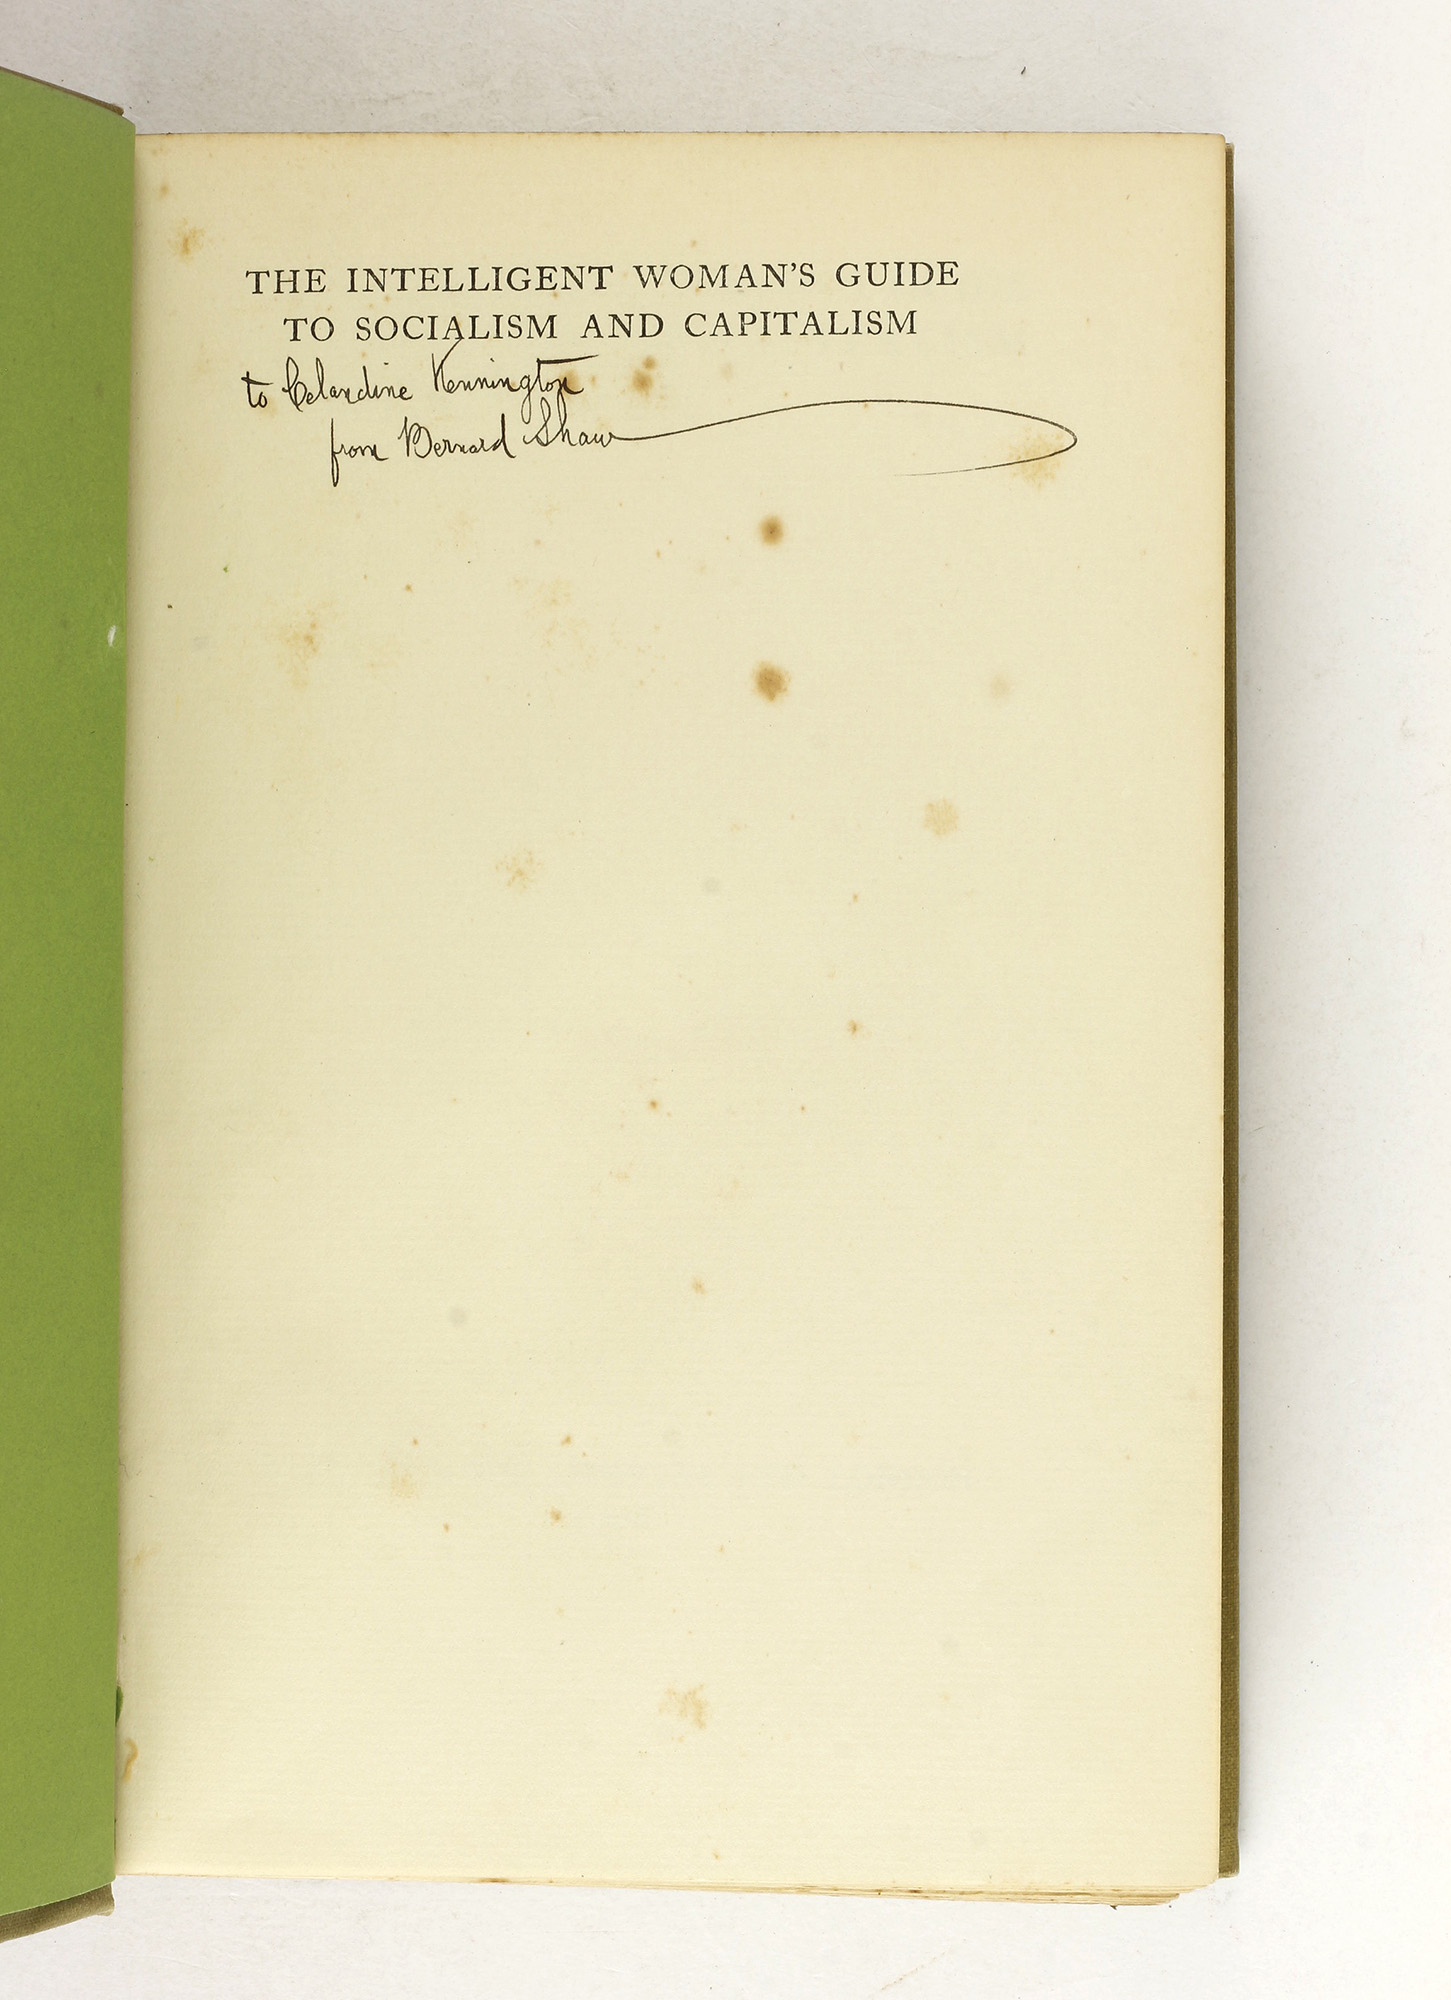 THE INTELLIGENT WOMAN'S GUIDE
TO SOCIALISM AND CAPITALISM
to Celandine Kennington
from Bernard Shaw